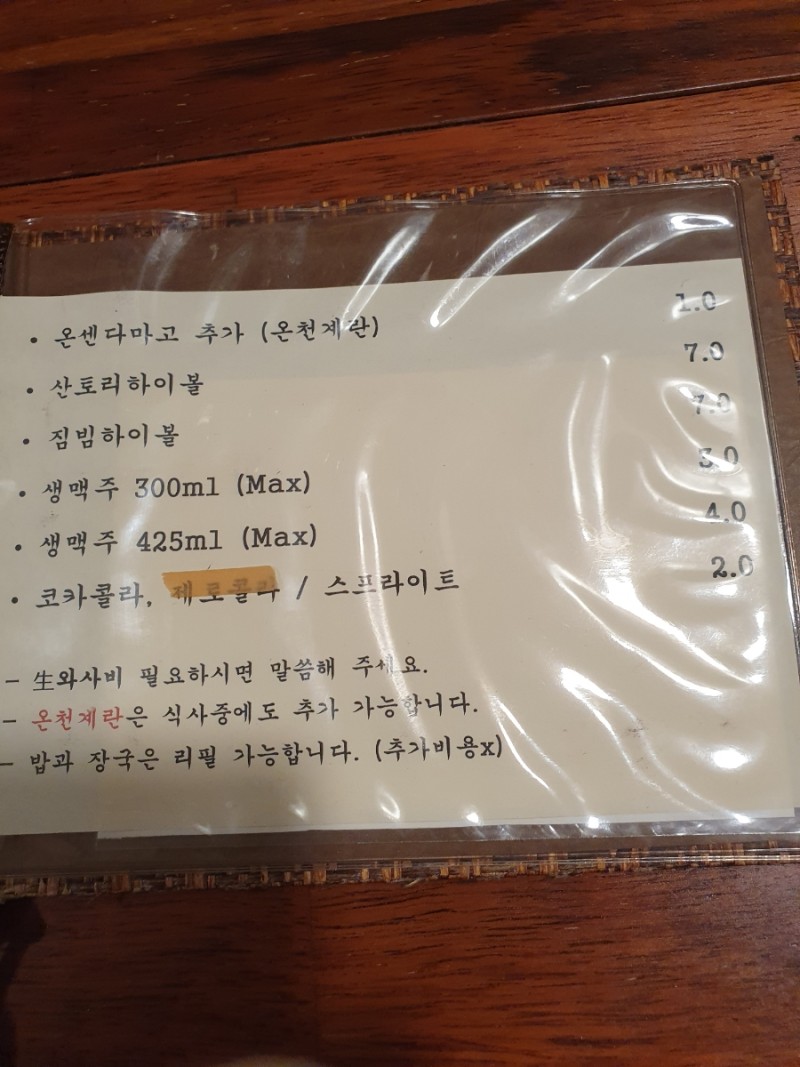 • 온센다마고 추가 (온천계란) 1.0
• 산토리하이볼 7.0
• 짐빔하이볼 7.0
• 생맥주 300ml (Max) 3.0
• 생맥주 425ml (Max) 4.0
• 코카콜라, 제로콜라 / 스프라이트 2.0
- 生와사비 필요하시면 말씀해 주세요.
- 온천계란은 식사중에도 추가 가능합니다.
- 밥과 장국은 리필 가능합니다. (추가비용x)